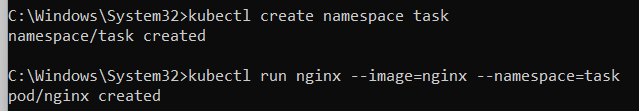 C:\Windows\System32>kubectl create namespace task
namespace/task created
C:\Windows\System32>kubectl run nginx --image=nginx --namespace=task
pod/nginx created